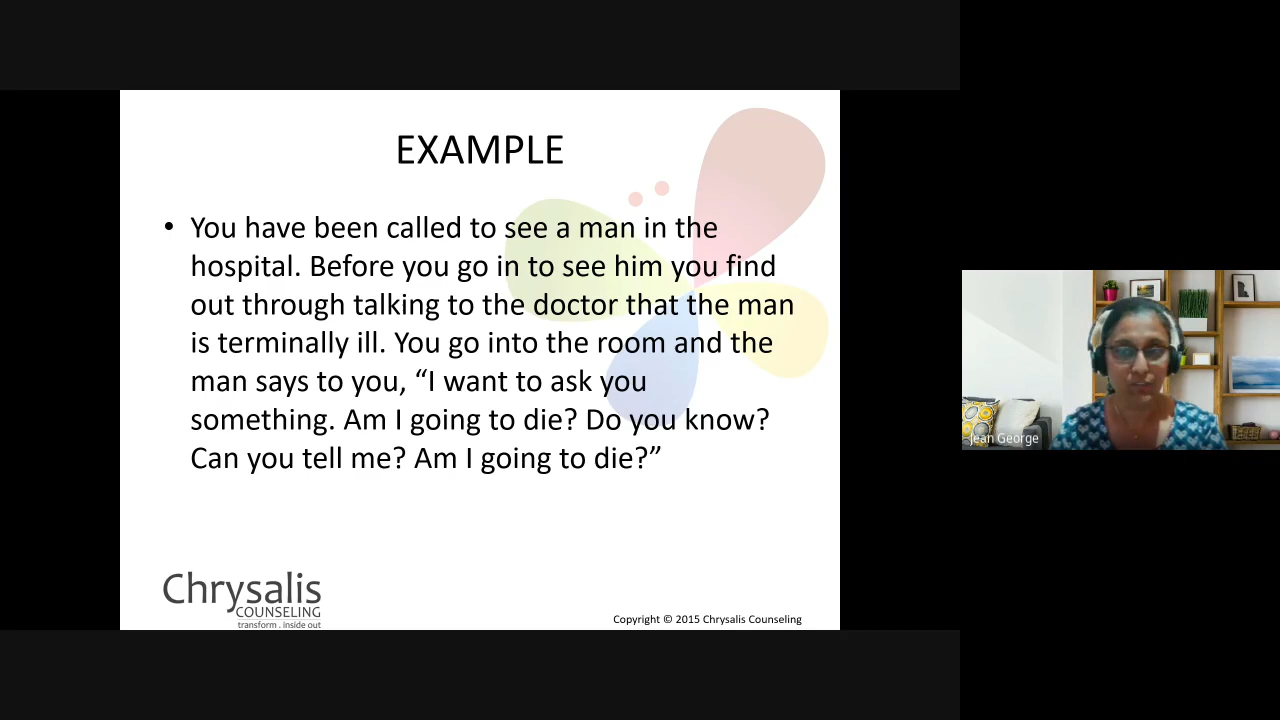 EXAMPLE
• You have been called to see a man in the
hospital. Before you go in to see him you find
out through talking to the doctor that the man
is terminally ill. You go into the room and the
man says to you, “I want to ask you
something. Am I going to die? Do you know?
Can you tell me? Am I going to die?”
Chrysalis
COUNSELING
transform . inside out
Copyright © 2015 Chrysalis Counseling
Jean George